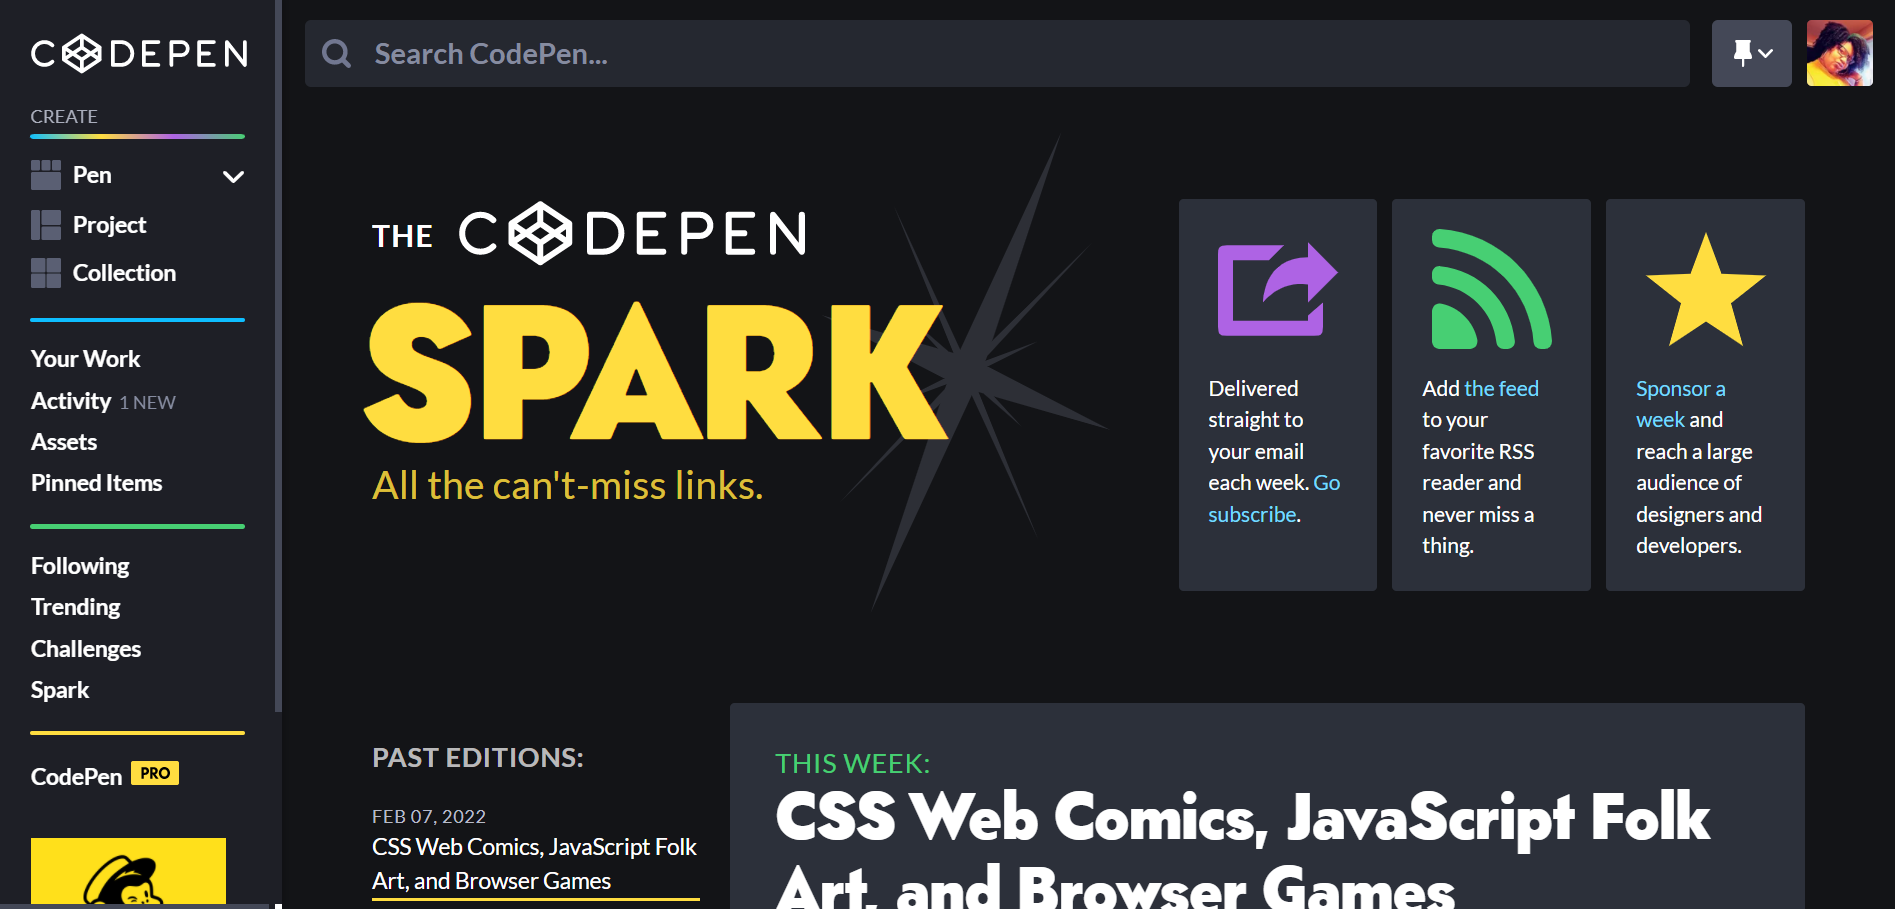 CODEPEN
CREATE
Pen
Project
Collection
Your Work
Activity 1 NEW
Assets
Pinned Items
Following
Trending
Challenges
Spark
CodePen PRO
Search CodePen...
THE CODEPEN
SPARK
All the can't-miss links.
Delivered
straight to
your email
each week. Go
subscribe.
Add the feed
to your
favorite RSS
reader and
never miss a
thing.
Sponsor a
week and
reach a large
audience of
designers and
developers.
PAST EDITIONS:
FEB 07, 2022
CSS Web Comics, JavaScript Folk
Art, and Browser Games
THIS WEEK:
CSS Web Comics, JavaScript Folk
Art, and Browser Games